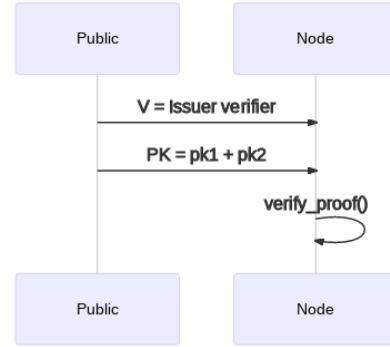 Public
Node
V = Issuer verifier
PK = pk1 + pk2
verify_proof()
Public
Node